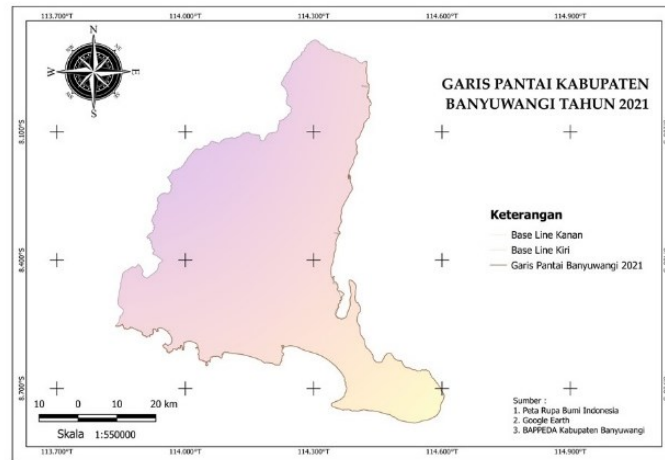 113.700°T 114.000°T 114.300°T 114.600°T 114.900°T
N
W E
S
GARIS PANTAI KABUPATEN
BANYUWANGI TAHUN 2021
8.100°S
Keterangan
Base Line Kanan
Base Line Kiri
Garis Pantai Banyuwangi 2021
8.400°S
8.700°S
10 0 10 20 km
Skala 1:550000
Sumber :
1. Peta Rupa Bumi Indonesia
2. Google Earth
3. BAPPEDA Kabupaten Banyuwangi
113.700°T 114.000°T 114.300°T 114.600°T 114.900°T